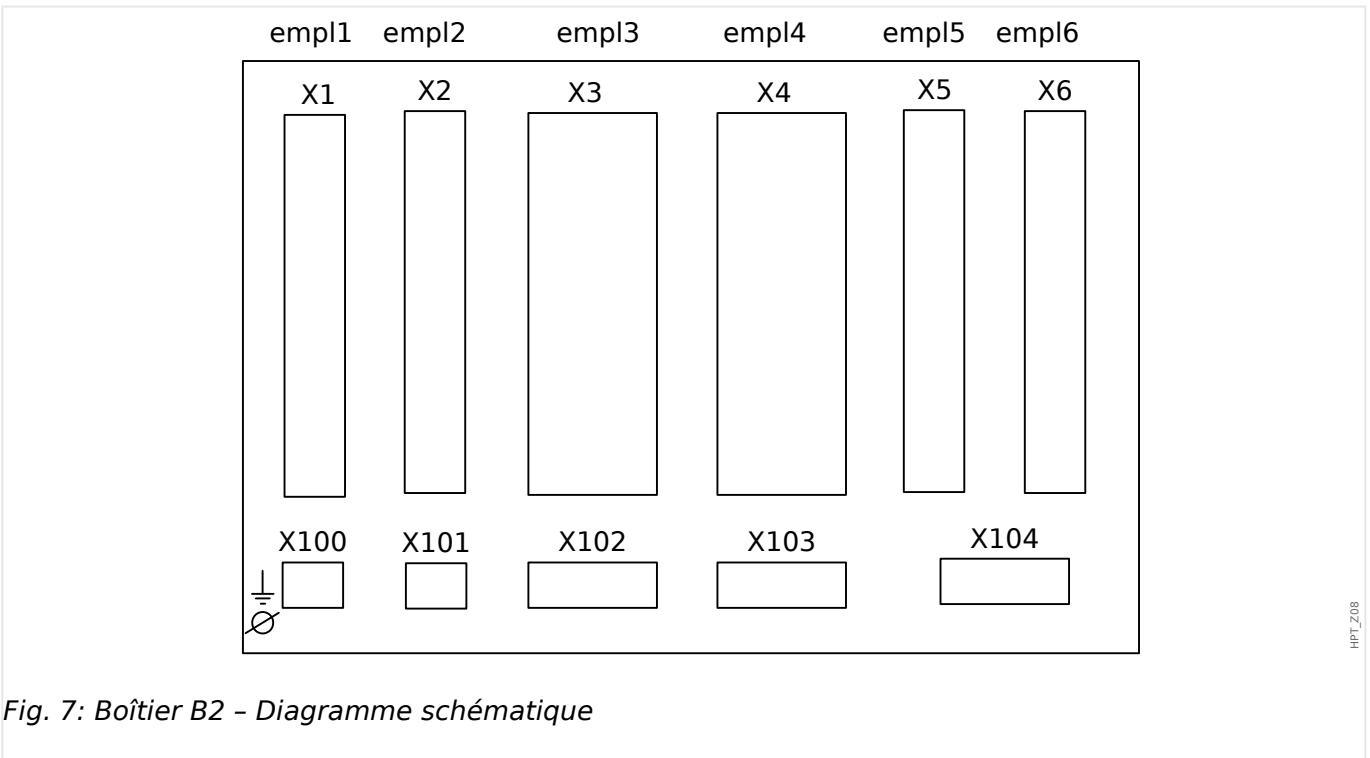 empl1 empl2 empl3 empl4 empl5 empl6
X1 X2 X3 X4 X5 X6
X100 X101 X102 X103 X104
HPT_Z08
Fig. 7: Boîtier B2 – Diagramme schématique